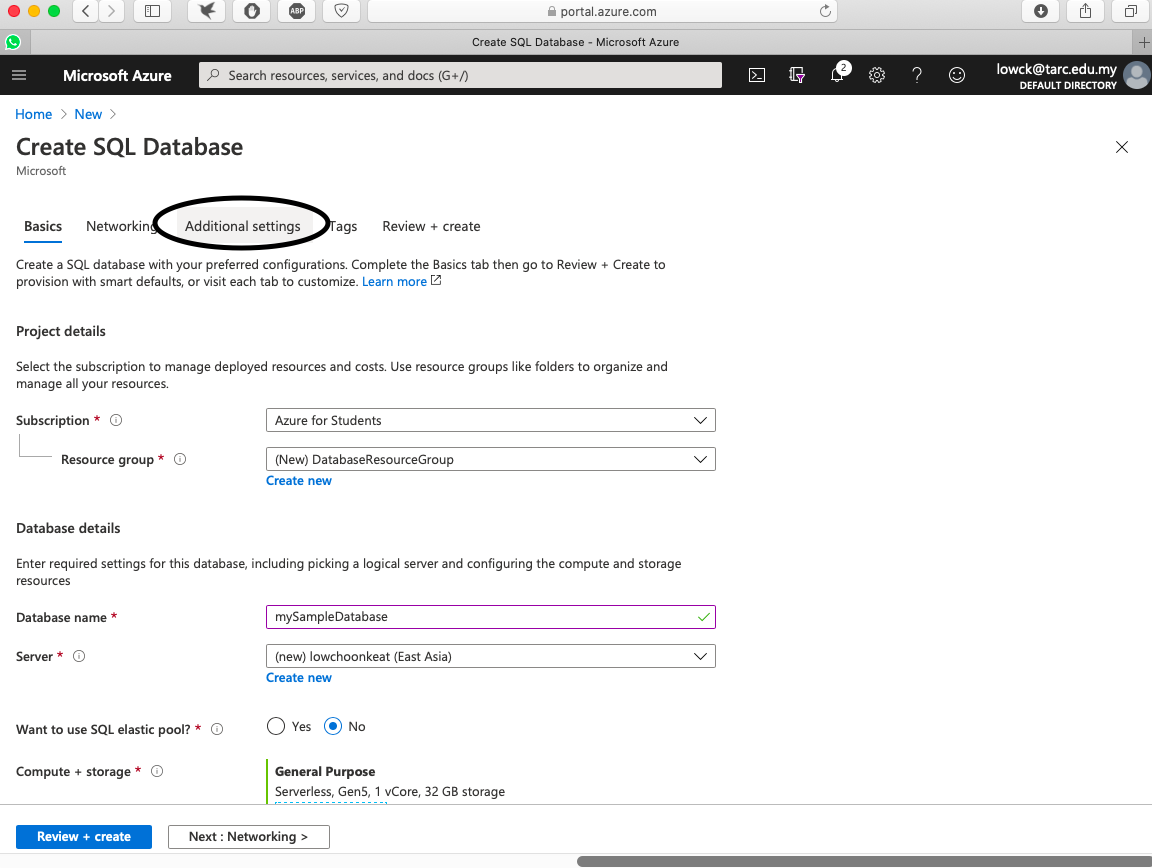 portal.azure.com
ABP
Create SQL Database - Microsoft Azure
Microsoft Azure
Search resources, services, and docs (G+/)
2
lowck@tarc.edu.my
DEFAULT DIRECTORY
Home > New >
Create SQL Database
Microsoft
Basics Networking Additional settings Tags Review + create
Create a SQL database with your preferred configurations. Complete the Basics tab then go to Review + Create to
provision with smart defaults, or visit each tab to customize. Learn more
Project details
Select the subscription to manage deployed resources and costs. Use resource groups like folders to organize and
manage all your resources.
Subscription * Azure for Students
Resource group * (New) DatabaseResourceGroup
Create new
Database details
Enter required settings for this database, including picking a logical server and configuring the compute and storage
resources
Database name * mySampleDatabase
Server * (new) lowchoonkeat (East Asia)
Create new
Want to use SQL elastic pool? * Yes No
Compute + storage * General Purpose
Serverless, Gen5, 1 vCore, 32 GB storage
Review + create Next : Networking >